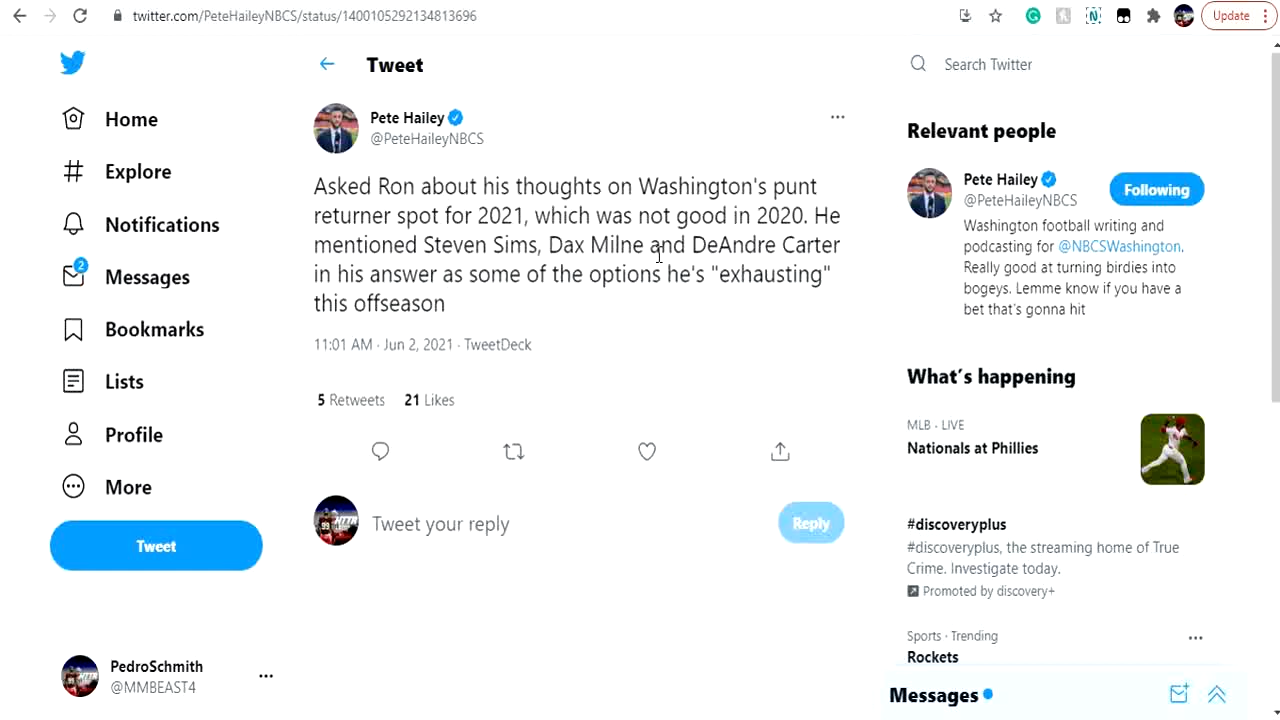 twitter.com/PeteHaileyNBCS/status/1400105292134813696
Update
Home
Explore
Notifications
2
Messages
Bookmarks
Lists
Profile
More
Tweet
PedroSchmith
@MMBEAST4
Tweet
Pete Hailey
@PeteHaileyNBCS
Asked Ron about his thoughts on Washington's punt
returner spot for 2021, which was not good in 2020. He
mentioned Steven Sims, Dax Milne and DeAndre Carter
in his answer as some of the options he's "exhausting"
this offseason
11:01 AM · Jun 2, 2021 · TweetDeck
5 Retweets 21 Likes
Tweet your reply
Reply
Search Twitter
Relevant people
Pete Hailey
@PeteHaileyNBCS
Following
Washington football writing and
podcasting for @NBCSWashington.
Really good at turning birdies into
bogeys. Lemme know if you have a
bet that's gonna hit
What's happening
MLB · LIVE
Nationals at Phillies
#discoveryplus
#discoveryplus, the streaming home of True
Crime. Investigate today.
Promoted by discovery+
Sports · Trending
Rockets
Messages